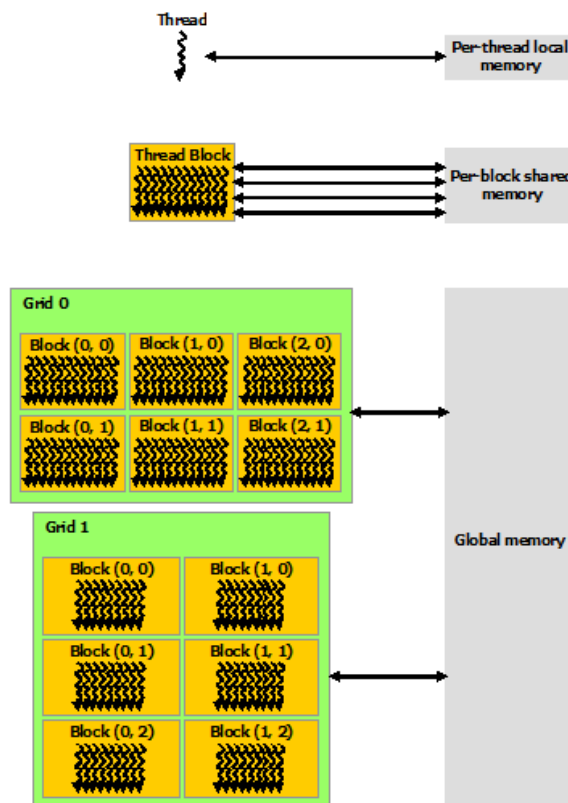 Thread
Per-thread local
memory
Thread Block
Per-block shared
memory
Grid 0
Block (0, 0) Block (1, 0) Block (2, 0)
Block (0, 1) Block (1, 1) Block (2, 1)
Grid 1
Global memory
Block (0, 0) Block (1, 0)
Block (0, 1) Block (1, 1)
Block (0, 2) Block (1, 2)